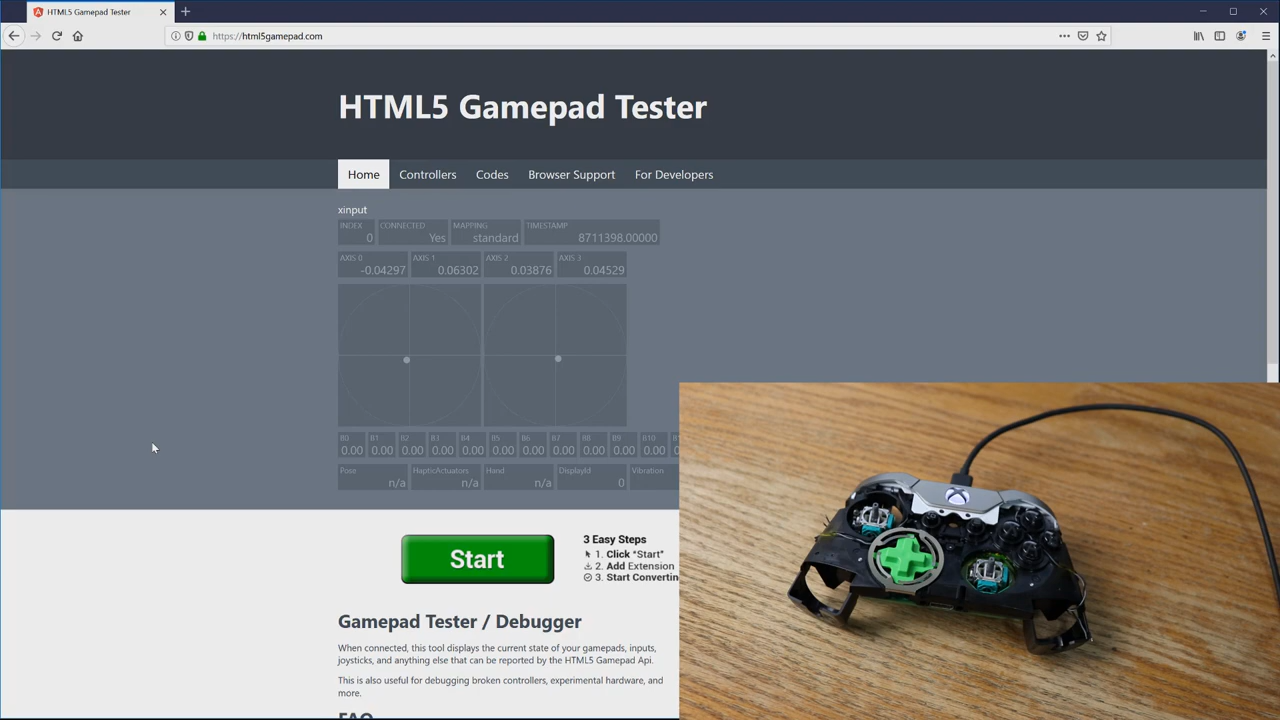 HTML5 Gamepad Tester
https://html5gamepad.com
HTML5 Gamepad Tester
Home Controllers Codes Browser Support For Developers
xinput
INDEX CONNECTED MAPPING TIMESTAMP
0 Yes standard 8711398.00000
AXIS 0 AXIS 1 AXIS 2 AXIS 3
-0.04297 0.06302 0.03876 0.04529
B0 B1 B2 B3 B4 B5 B6 B7 B8 B9 B10
0.00 0.00 0.00 0.00 0.00 0.00 0.00 0.00 0.00 0.00 0.00
Pose HapticActuators Hand DisplayId Vibration
n/a n/a n/a 0
Start
3 Easy Steps
1. Click "Start"
2. Add Extension
3. Start Convertin
Gamepad Tester / Debugger
When connected, this tool displays the current state of your gamepads, inputs,
joysticks, and anything else that can be reported by the HTML5 Gamepad Api.
This is also useful for debugging broken controllers, experimental hardware, and
more.
FAQ